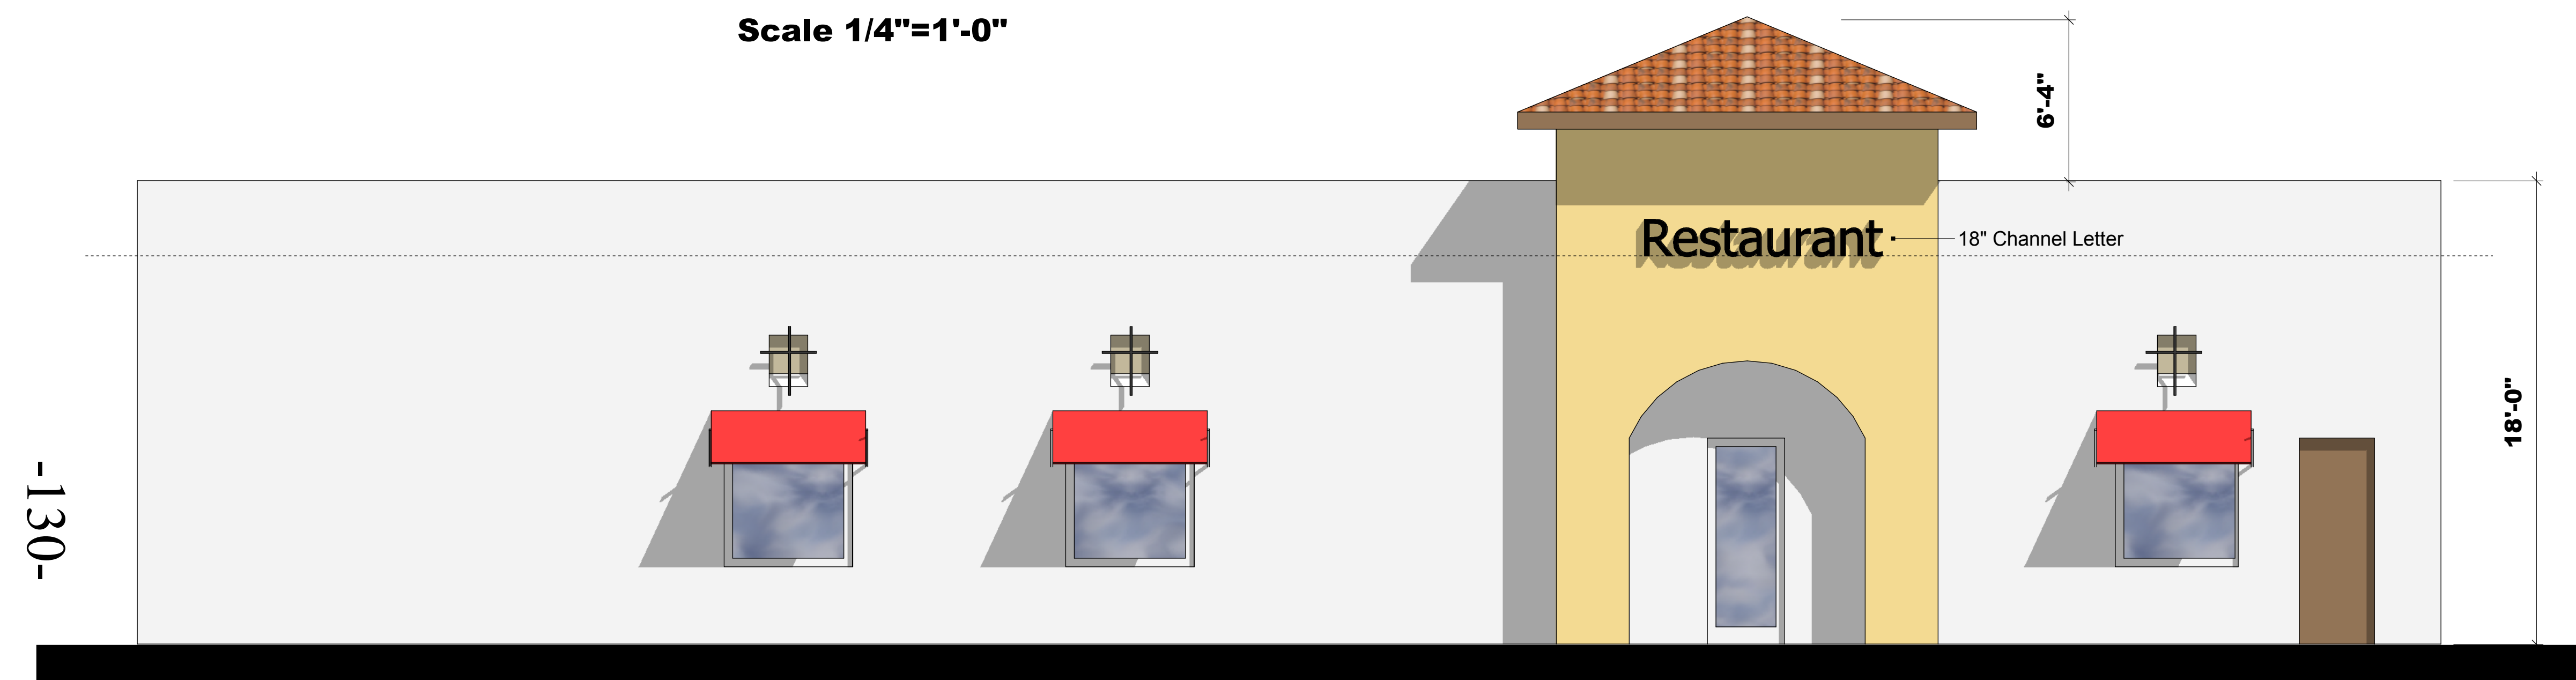 Scale 1/4"=1'-0"
6'-4"
Restaurant
18" Channel Letter
18'-0"
-130-